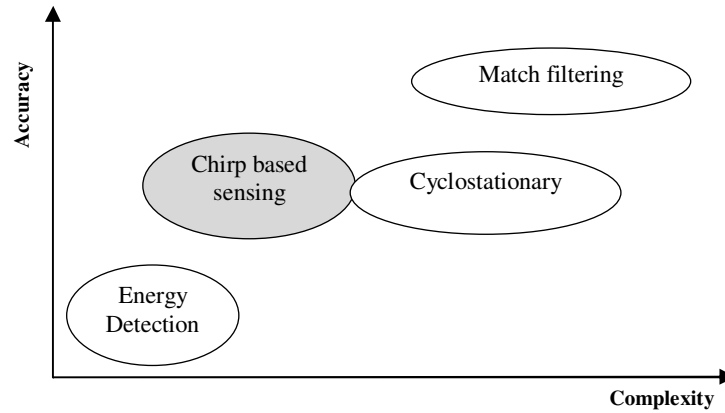 Accuracy
Match filtering
Chirp based
sensing
Cyclostationary
Energy
Detection
Complexity